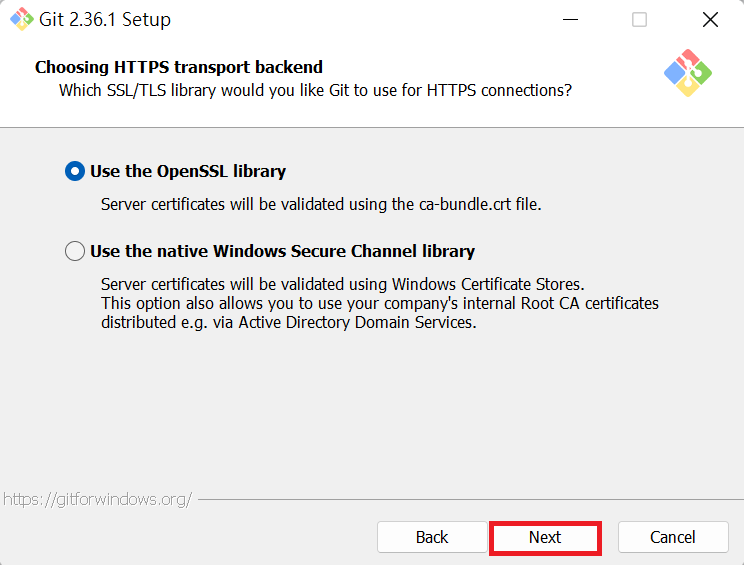 Git 2.36.1 Setup
Choosing HTTPS transport backend
Which SSL/TLS library would you like Git to use for HTTPS connections?
Use the OpenSSL library
Server certificates will be validated using the ca-bundle.crt file.
Use the native Windows Secure Channel library
Server certificates will be validated using Windows Certificate Stores.
This option also allows you to use your company's internal Root CA certificates
distributed e.g. via Active Directory Domain Services.
https://gitforwindows.org/
Back Next Cancel